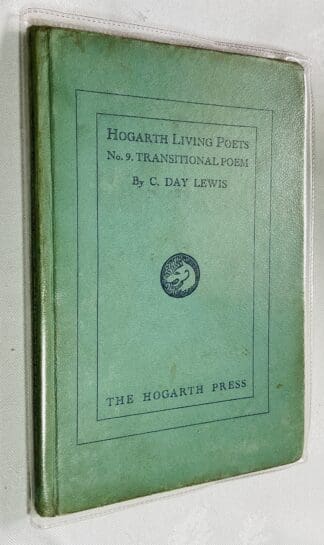 HOGARTH LIVING POETS
No. 9. TRANSITIONAL POEM
By C. DAY LEWIS
THE HOGARTH PRESS